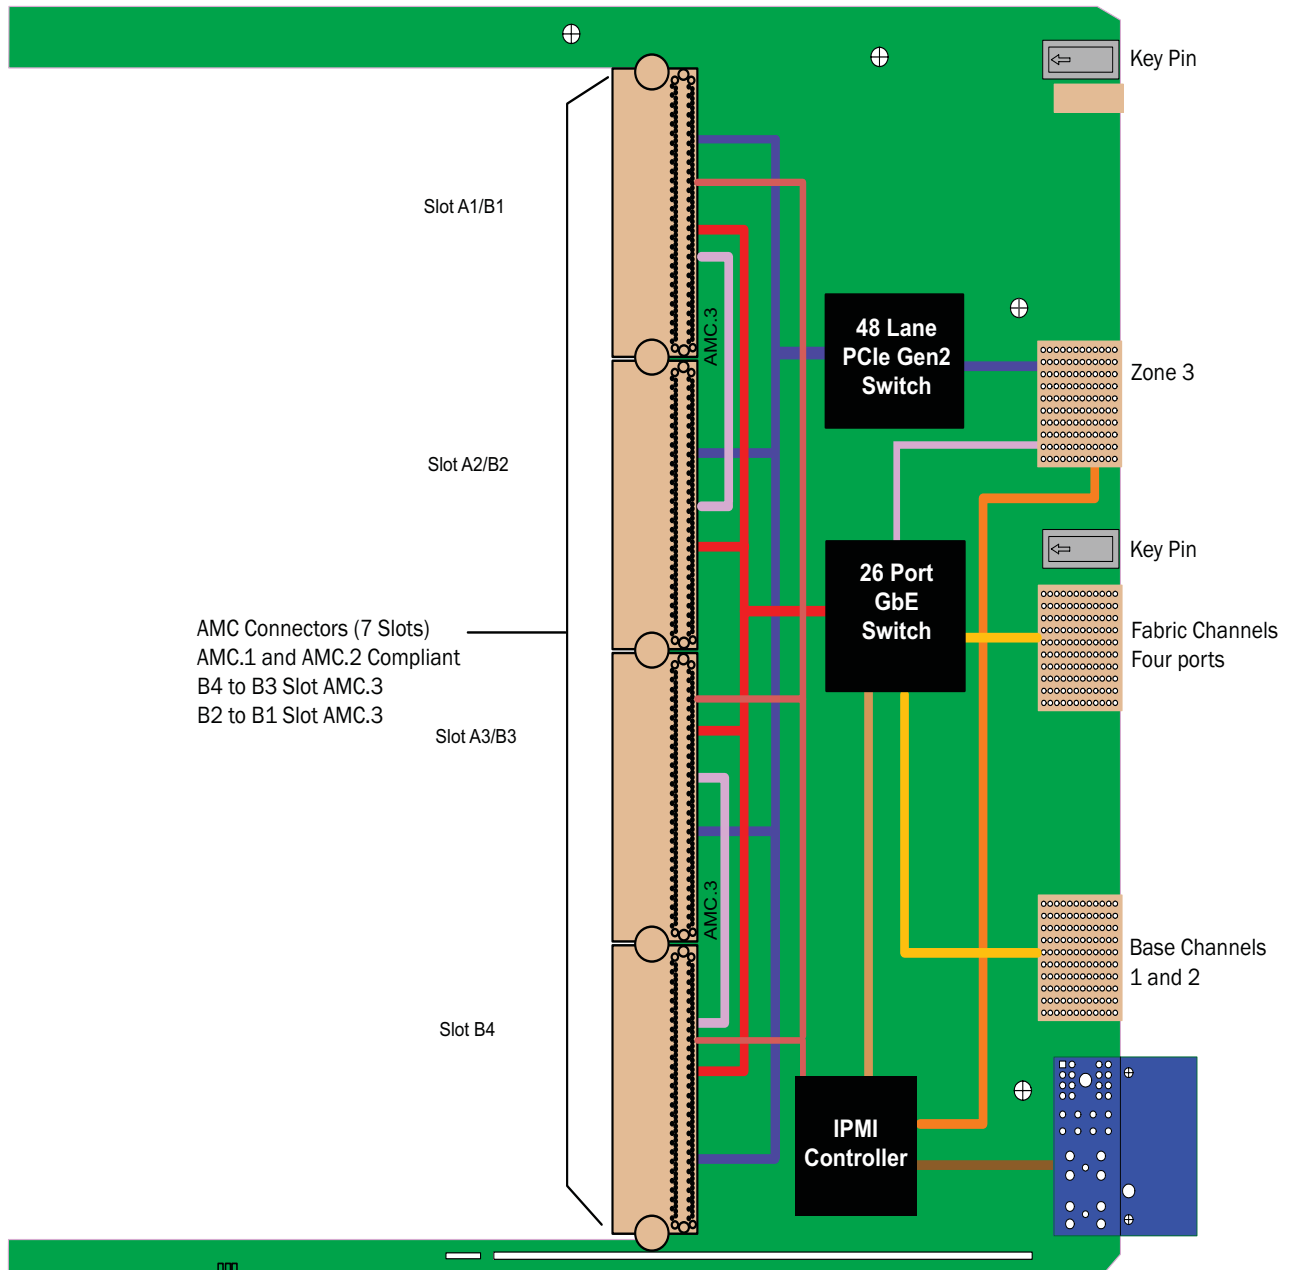 Key Pin
Slot A1/B1
AMC.3
48 Lane
PCIe Gen2
Switch
Zone 3
Slot A2/B2
Key Pin
26 Port
GbE
Switch
Fabric Channels
Four ports
AMC Connectors (7 Slots)
AMC.1 and AMC.2 Compliant
B4 to B3 Slot AMC.3
B2 to B1 Slot AMC.3
Slot A3/B3
AMC.3
Base Channels
1 and 2
Slot B4
IPMI
Controller